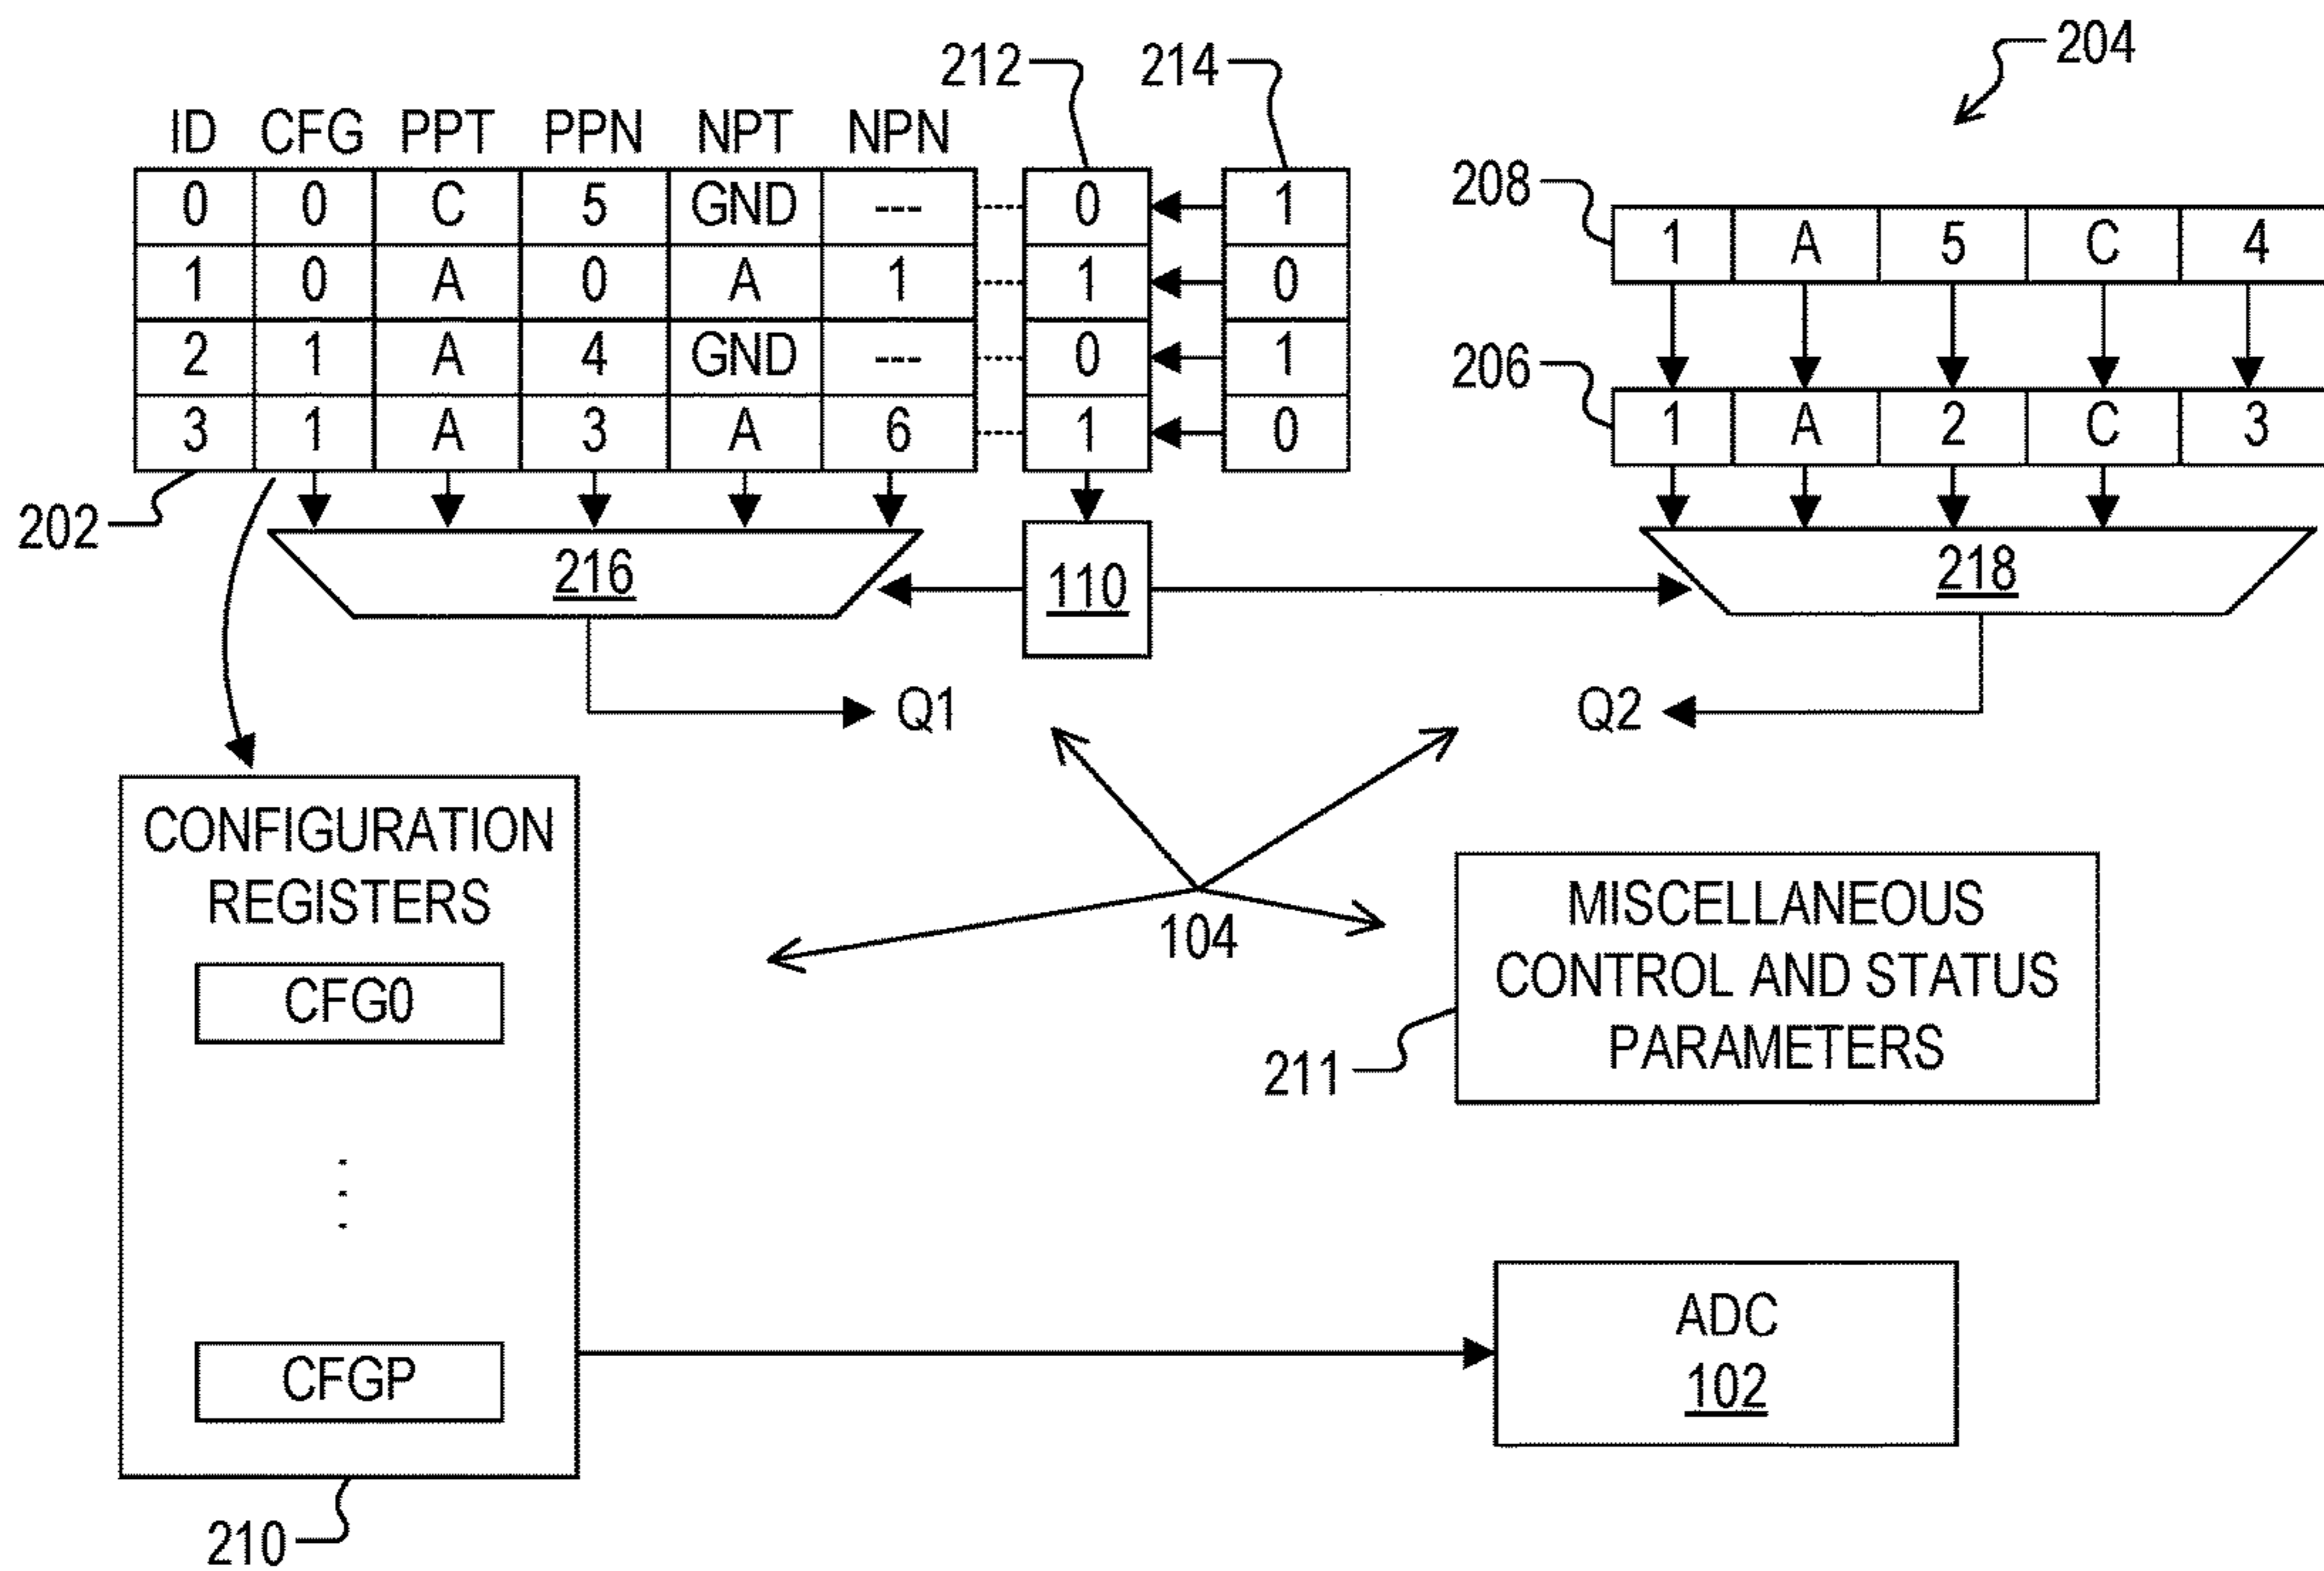 204
212 214
ID CFG PPT PPN NPT NPN
0 0 C 5 GND --- 0 1
1 0 A 0 A 1 1 0
2 1 A 4 GND --- 0 1
3 1 A 3 A 6 1 0
208 1 A 5 C 4
206 1 A 2 C 3
202
216 110 218
Q1 Q2
CONFIGURATION
REGISTERS
CFG0
CFGP
210
104
MISCELLANEOUS
CONTROL AND STATUS
PARAMETERS
211
ADC
102